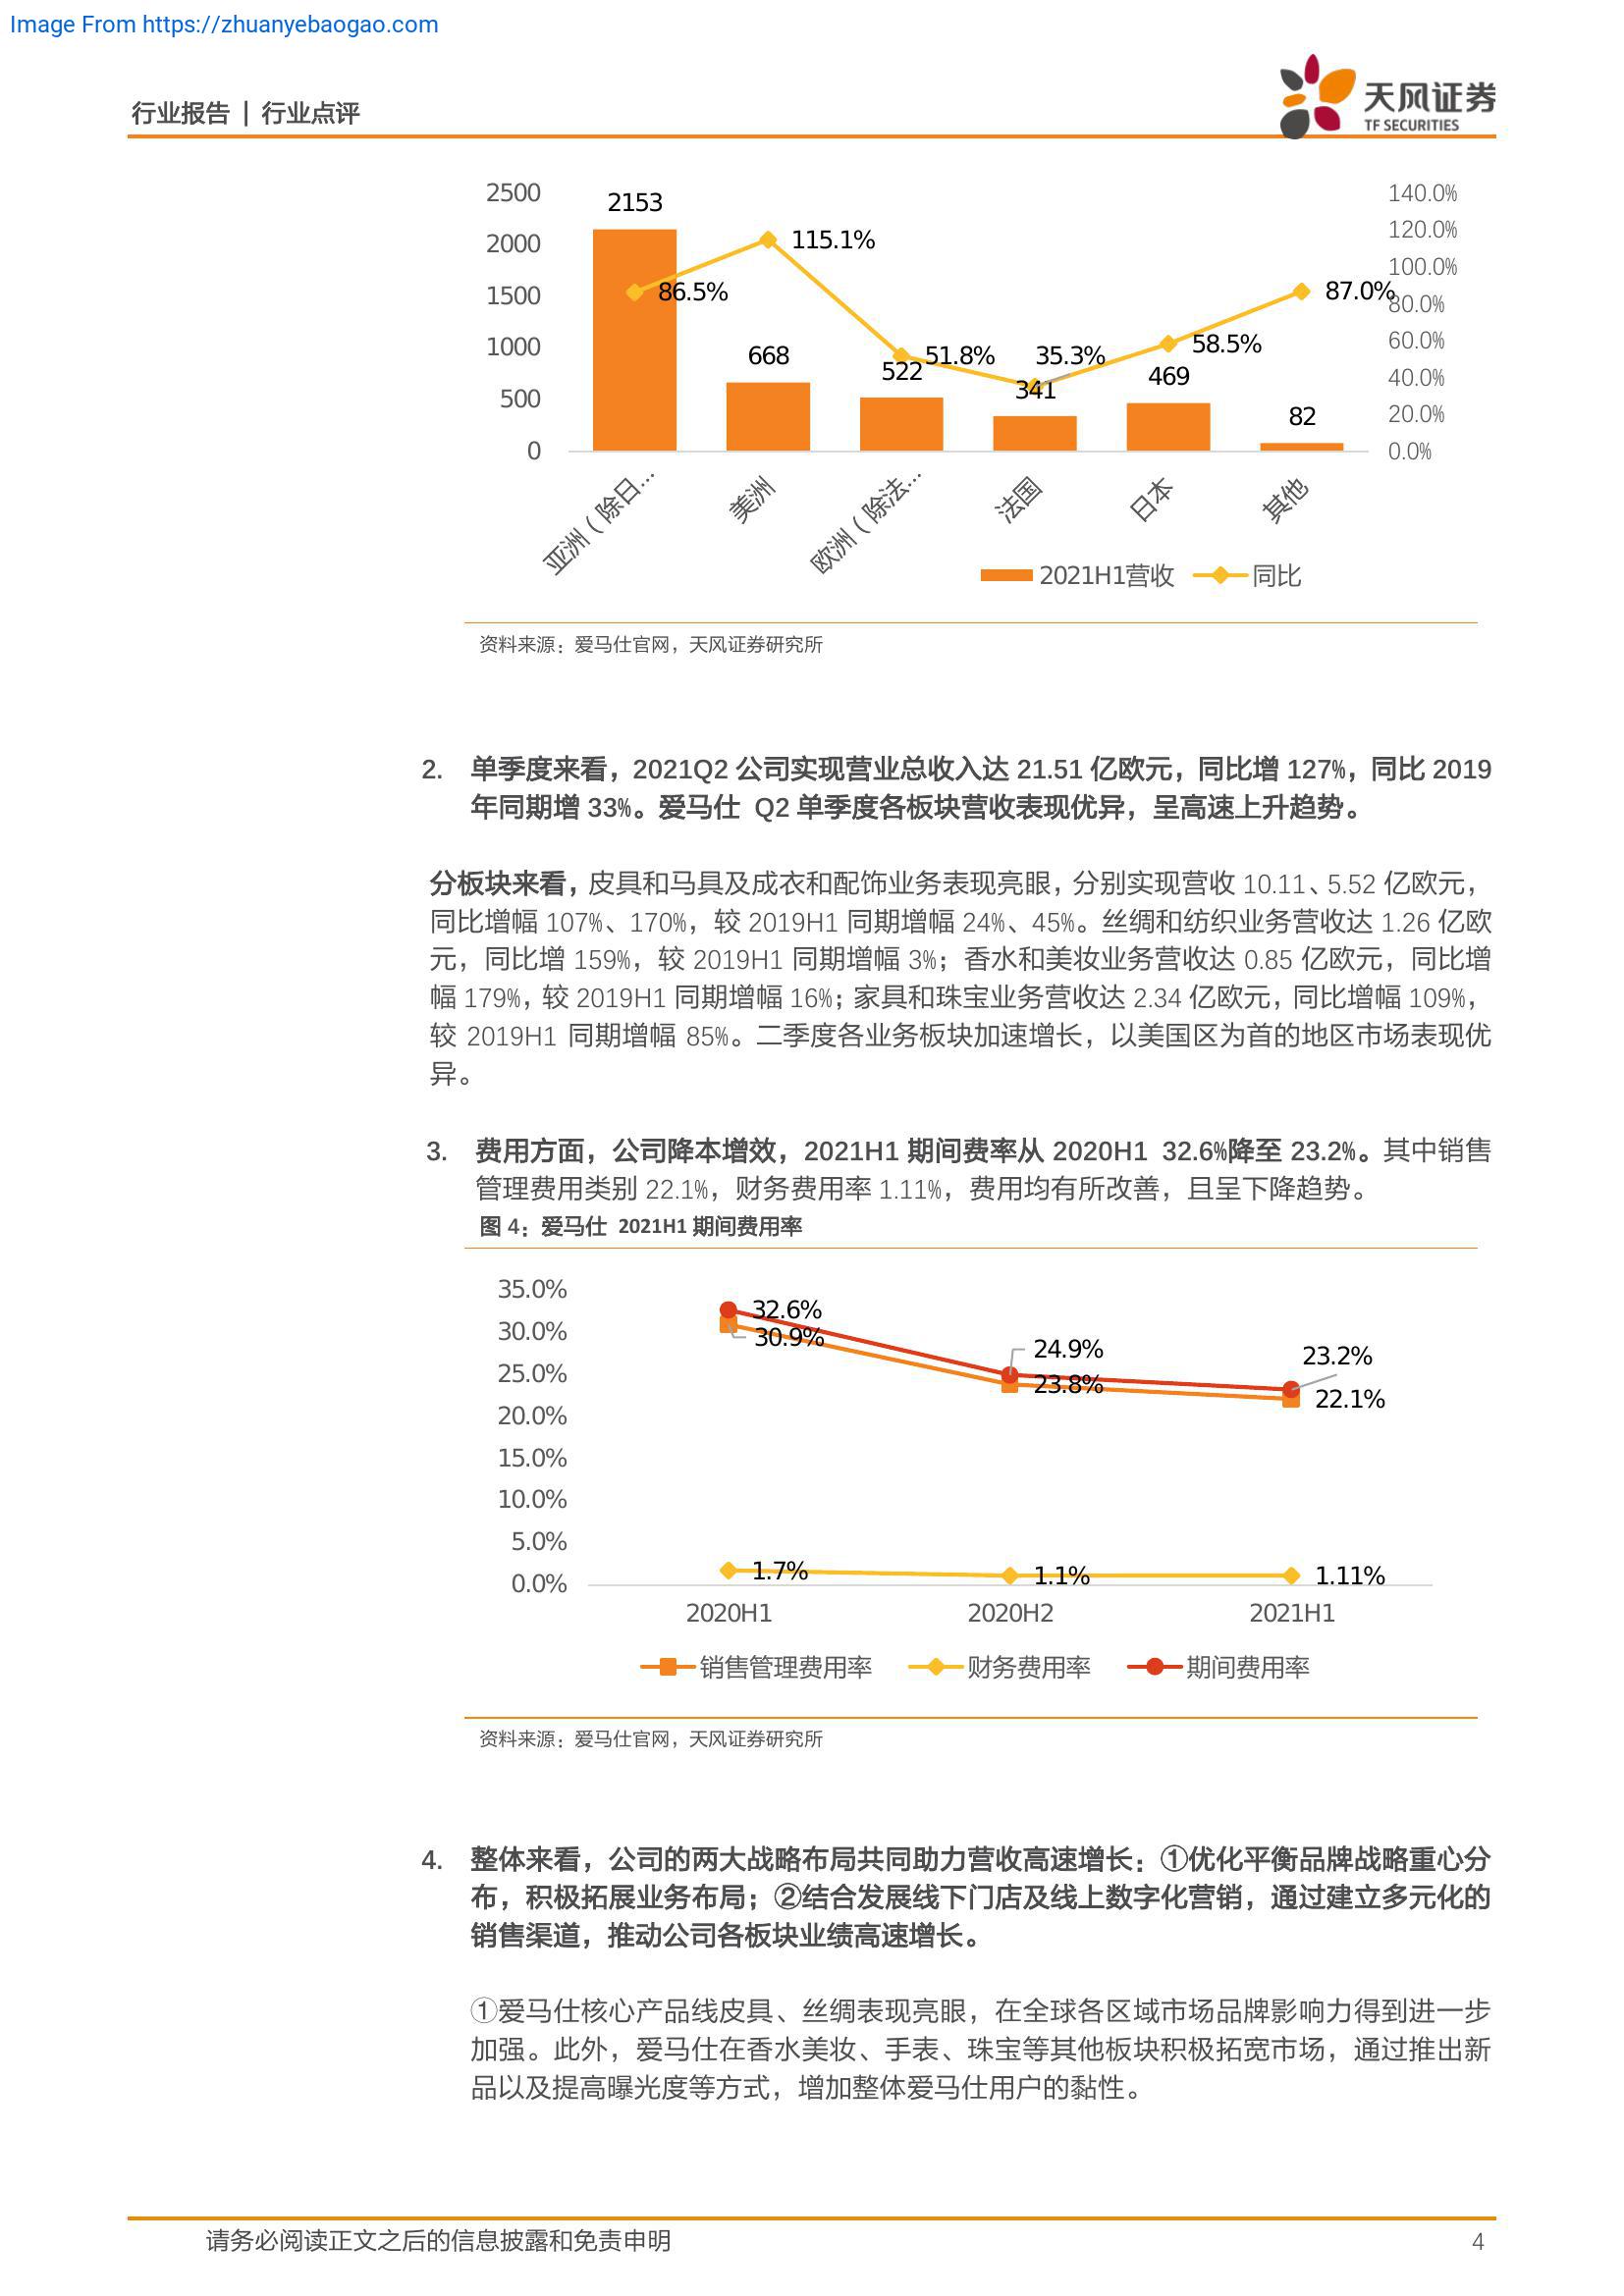 Image From https://zhuanyebaogao.com
行业报告 | 行业点评
天风证券
TF SECURITIES
2500
2000
1500
1000
500
0
140.0%
120.0%
100.0%
80.0%
60.0%
40.0%
20.0%
0.0%
2153
668
522
341
469
82
86.5%
115.1%
51.8%
35.3%
58.5%
87.0%
亚洲（除日…
美洲
欧洲（除法…
法国
日本
其他
2021H1营收
同比
资料来源：爱马仕官网，天风证券研究所
2. 单季度来看，2021Q2 公司实现营业总收入达 21.51 亿欧元，同比增 127%，同比 2019
年同期增 33%。爱马仕 Q2 单季度各板块营收表现优异，呈高速上升趋势。
分板块来看，皮具和马具及成衣和配饰业务表现亮眼，分别实现营收 10.11、5.52 亿欧元，
同比增幅 107%、170%，较 2019H1 同期增幅 24%、45%。丝绸和纺织业务营收达 1.26 亿欧
元，同比增 159%，较 2019H1 同期增幅 3%；香水和美妆业务营收达 0.85 亿欧元，同比增
幅 179%，较 2019H1 同期增幅 16%；家具和珠宝业务营收达 2.34 亿欧元，同比增幅 109%，
较 2019H1 同期增幅 85%。二季度各业务板块加速增长，以美国区为首的地区市场表现优
异。
3. 费用方面，公司降本增效，2021H1 期间费率从 2020H1 32.6%降至 23.2%。其中销售
管理费用类别 22.1%，财务费用率 1.11%，费用均有所改善，且呈下降趋势。
图 4：爱马仕 2021H1 期间费用率
35.0%
30.0%
25.0%
20.0%
15.0%
10.0%
5.0%
0.0%
32.6%
30.9%
24.9%
23.8%
23.2%
22.1%
1.7%
1.1%
1.11%
2020H1
2020H2
2021H1
销售管理费用率
财务费用率
期间费用率
资料来源：爱马仕官网，天风证券研究所
4. 整体来看，公司的两大战略布局共同助力营收高速增长：①优化平衡品牌战略重心分
布，积极拓展业务布局；②结合发展线下门店及线上数字化营销，通过建立多元化的
销售渠道，推动公司各板块业绩高速增长。
①爱马仕核心产品线皮具、丝绸表现亮眼，在全球各区域市场品牌影响力得到进一步
加强。此外，爱马仕在香水美妆、手表、珠宝等其他板块积极拓宽市场，通过推出新
品以及提高曝光度等方式，增加整体爱马仕用户的黏性。
请务必阅读正文之后的信息披露和免责申明
4